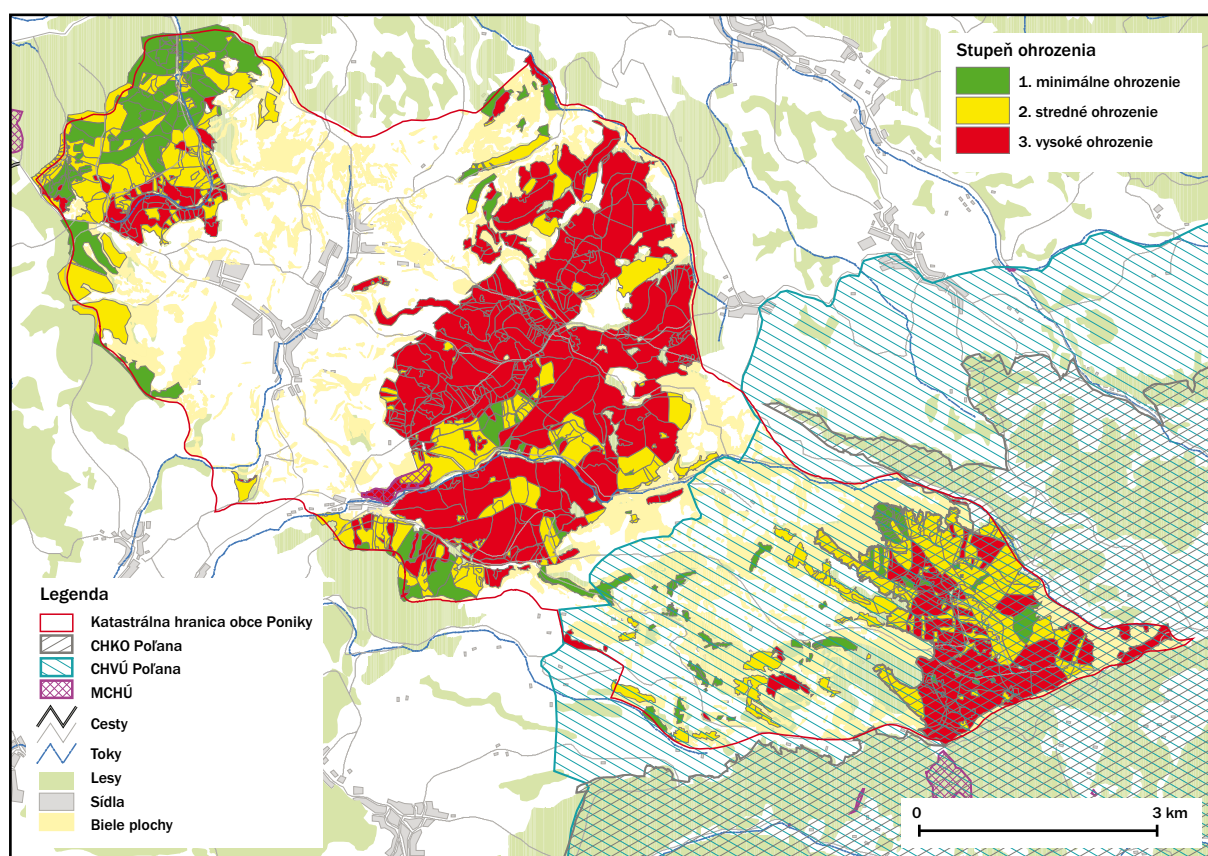 Stupeň ohrozenia
1. minimálne ohrozenie
2. stredné ohrozenie
3. vysoké ohrozenie
Legenda
Katastrálna hranica obce Poniky
CHKO Poľana
CHVÚ Poľana
MCHÚ
Cesty
Toky
Lesy
Sídla
Biele plochy
0 3 km